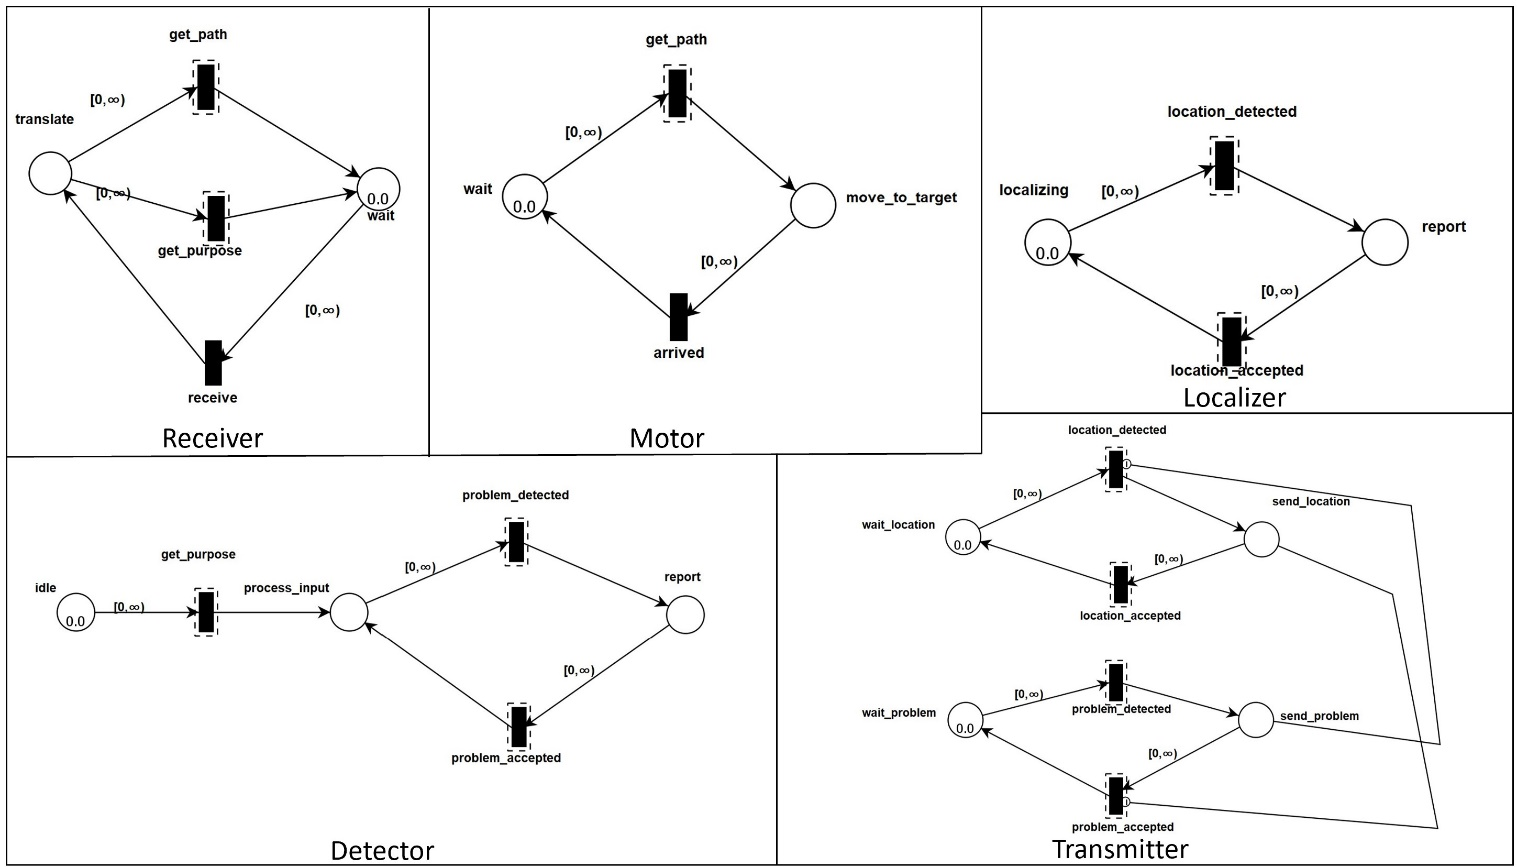 get_path
[0,∞)
translate
[0,∞)
0.0
wait
get_purpose
[0,∞)
receive
Receiver
get_path
[0,∞)
wait
0.0
move_to_target
[0,∞)
arrived
Motor
location_detected
localizing
[0,∞)
0.0
report
[0,∞)
location_accepted
Localizer
problem_detected
get_purpose
[0,∞)
idle
process_input
report
0.0
[0,∞)
[0,∞)
problem_accepted
Detector
location_detected
[0,∞)
send_location
wait_location
0.0
[0,∞)
location_accepted
[0,∞)
wait_problem
problem_detected
send_problem
0.0
[0,∞)
problem_accepted
Transmitter